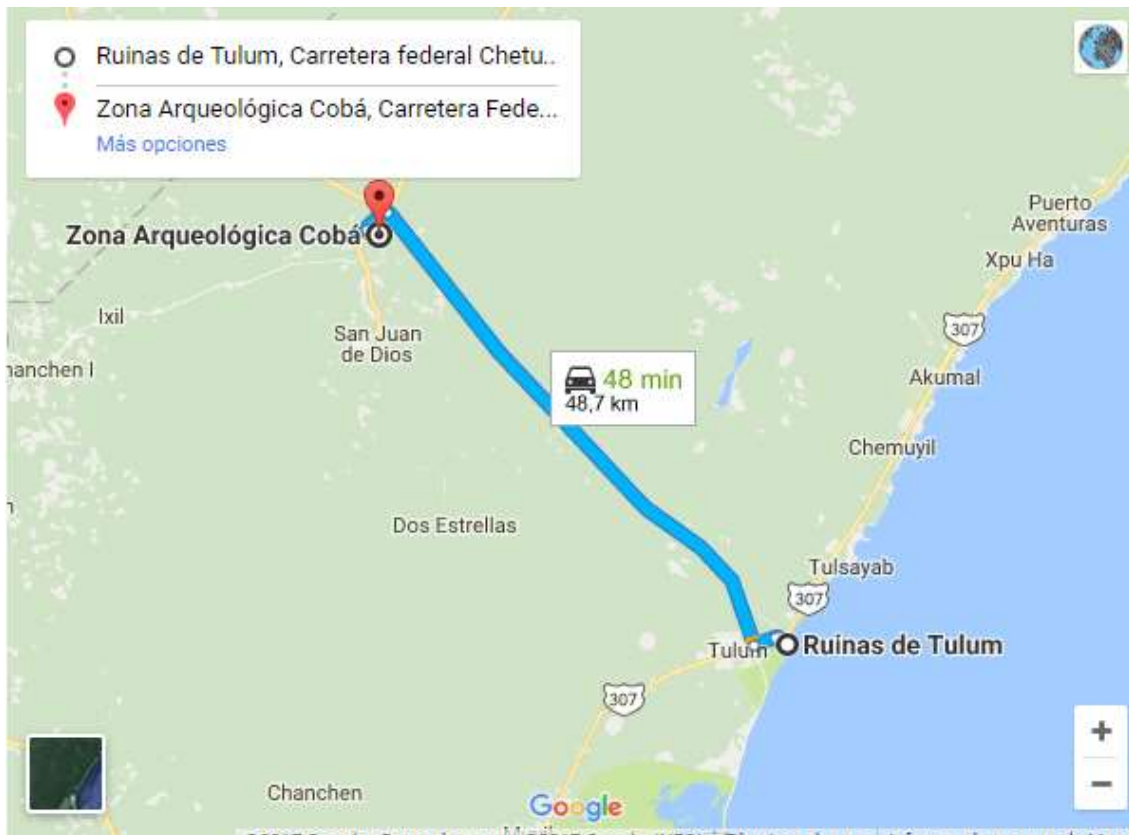 Ruinas de Tulum, Carretera federal Chetu..
Zona Arqueológica Cobá, Carretera Fede...
Más opciones
Puerto
Aventuras
Zona Arqueológica Cobá
Xpu Ha
Ixil
307
San Juan
de Dios
hanchen I
48 min
48,7 km
Akumal
Chemuyil
Dos Estrellas
Tulsayab
307
Tulum
Ruinas de Tulum
307
+
Chanchen
−
Google